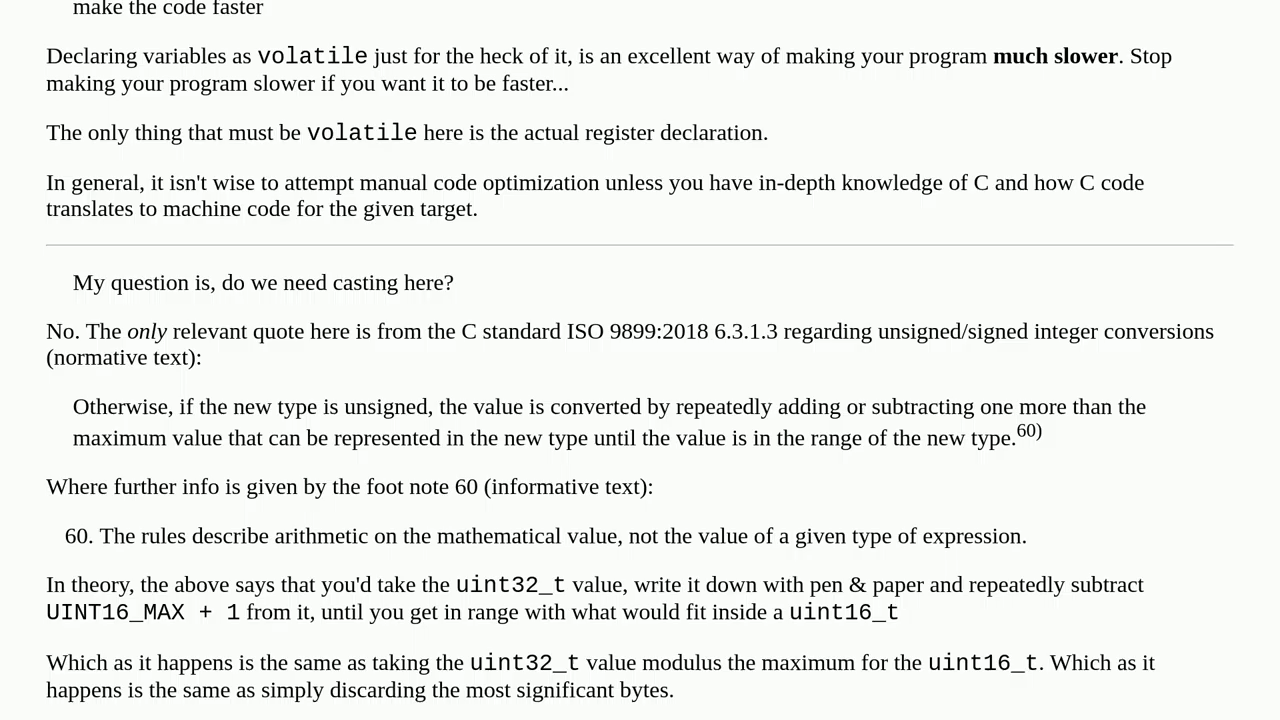 make the code faster
Declaring variables as volatile just for the heck of it, is an excellent way of making your program much slower. Stop
making your program slower if you want it to be faster...
The only thing that must be volatile here is the actual register declaration.
In general, it isn't wise to attempt manual code optimization unless you have in-depth knowledge of C and how C code
translates to machine code for the given target.
My question is, do we need casting here?
No. The only relevant quote here is from the C standard ISO 9899:2018 6.3.1.3 regarding unsigned/signed integer conversions
(normative text):
Otherwise, if the new type is unsigned, the value is converted by repeatedly adding or subtracting one more than the
maximum value that can be represented in the new type until the value is in the range of the new type.60)
Where further info is given by the foot note 60 (informative text):
60. The rules describe arithmetic on the mathematical value, not the value of a given type of expression.
In theory, the above says that you'd take the uint32_t value, write it down with pen & paper and repeatedly subtract
UINT16_MAX + 1 from it, until you get in range with what would fit inside a uint16_t
Which as it happens is the same as taking the uint32_t value modulus the maximum for the uint16_t. Which as it
happens is the same as simply discarding the most significant bytes.